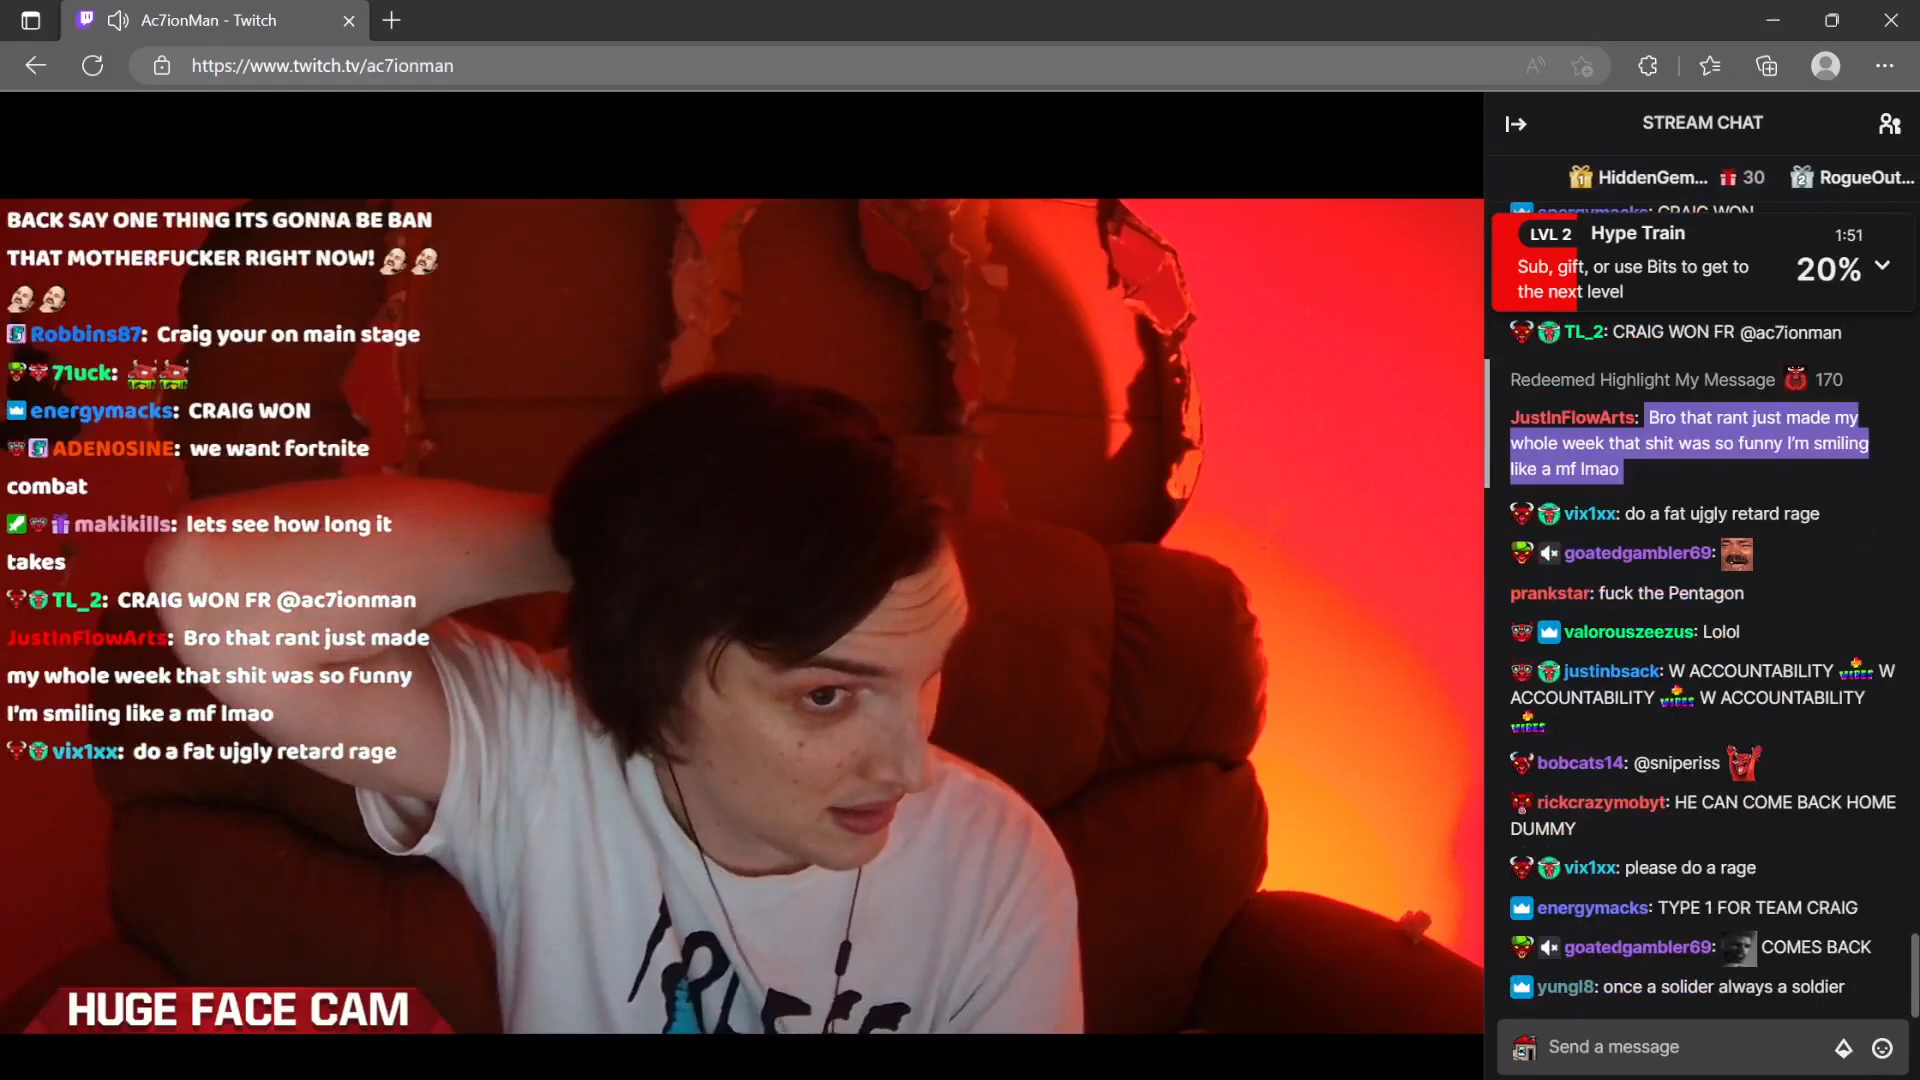 Ac7ionMan - Twitch
https://www.twitch.tv/ac7ionman
STREAM CHAT
HiddenGem... 30 RogueOut...
energymacks: CRAIG WON
LVL 2 Hype Train 1:51
Sub, gift, or use Bits to get to
the next level
20%
TL_2: CRAIG WON FR @ac7ionman
Redeemed Highlight My Message 170
JustInFlowArts: Bro that rant just made my
whole week that shit was so funny I'm smiling
like a mf lmao
vix1xx: do a fat ujgly retard rage
goatedgambler69:
prankstar: fuck the Pentagon
valorouszeezus: Lolol
justinbsack: W ACCOUNTABILITY VIBES W
ACCOUNTABILITY VIBES W ACCOUNTABILITY
VIBES
bobcats14: @sniperiss
rickcrazymobyt: HE CAN COME BACK HOME
DUMMY
vix1xx: please do a rage
energymacks: TYPE 1 FOR TEAM CRAIG
goatedgambler69: COMES BACK
yungl8: once a solider always a soldier
Send a message
BACK SAY ONE THING ITS GONNA BE BAN
THAT MOTHERFUCKER RIGHT NOW!
Robbins87: Craig your on main stage
71uck:
energymacks: CRAIG WON
ADEN0SINE: we want fortnite
combat
makikills: lets see how long it
takes
TL_2: CRAIG WON FR @ac7ionman
JustInFlowArts: Bro that rant just made
my whole week that shit was so funny
I'm smiling like a mf lmao
vix1xx: do a fat ujgly retard rage
HUGE FACE CAM